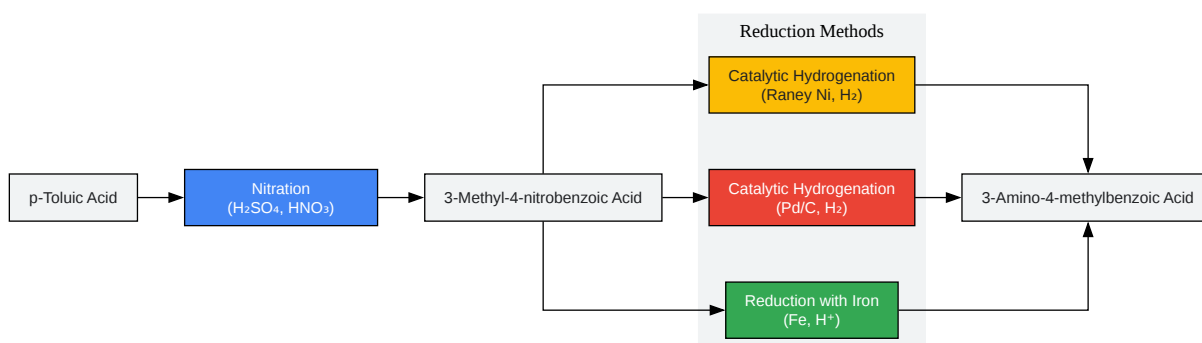 Reduction Methods
Catalytic Hydrogenation
(Raney Ni, H₂)
p-Toluic Acid
Nitration
(H₂SO₄, HNO₃)
3-Methyl-4-nitrobenzoic Acid
Catalytic Hydrogenation
(Pd/C, H₂)
3-Amino-4-methylbenzoic Acid
Reduction with Iron
(Fe, H⁺)